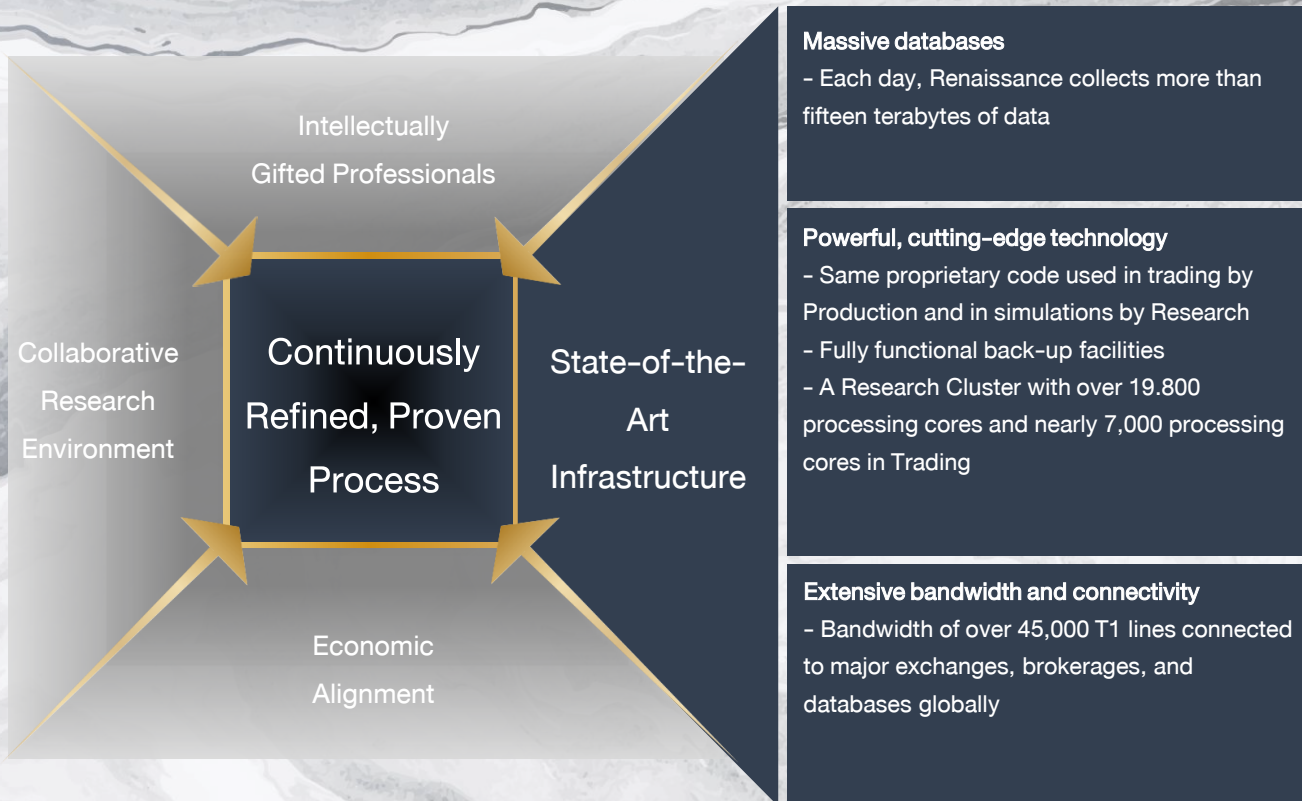 Intellectually
Gifted Professionals
Collaborative
Research
Environment
Continuously
Refined, Proven
Process
State-of-the-
Art
Infrastructure
Economic
Alignment
Massive databases
- Each day, Renaissance collects more than
fifteen terabytes of data
Powerful, cutting-edge technology
- Same proprietary code used in trading by
Production and in simulations by Research
- Fully functional back-up facilities
- A Research Cluster with over 19.800
processing cores and nearly 7,000 processing
cores in Trading
Extensive bandwidth and connectivity
- Bandwidth of over 45,000 T1 lines connected
to major exchanges, brokerages, and
databases globally